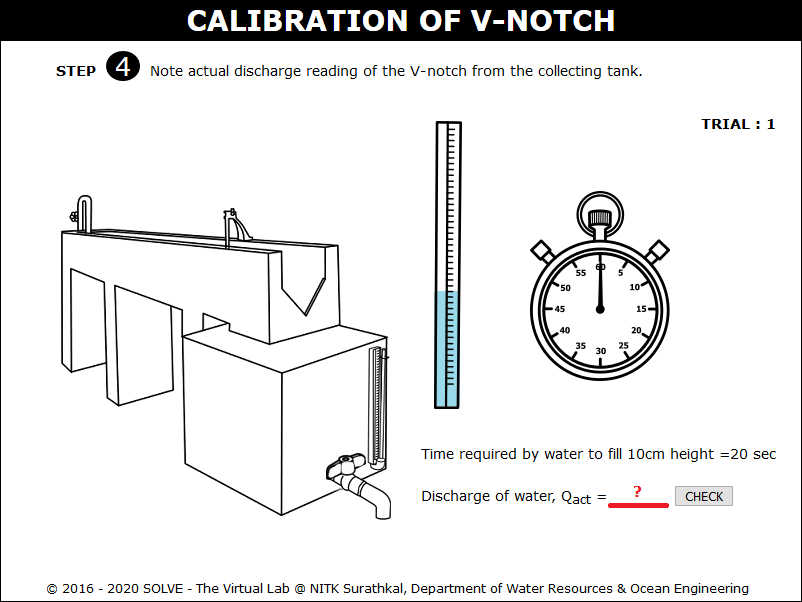 CALIBRATION OF V-NOTCH
STEP 4 Note actual discharge reading of the V-notch from the collecting tank.
TRIAL : 1
60
55 5
50 10
45 15
40 20
35 25
30
Time required by water to fill 10cm height =20 sec
Discharge of water, Qact = ? CHECK
© 2016 - 2020 SOLVE - The Virtual Lab @ NITK Surathkal, Department of Water Resources & Ocean Engineering